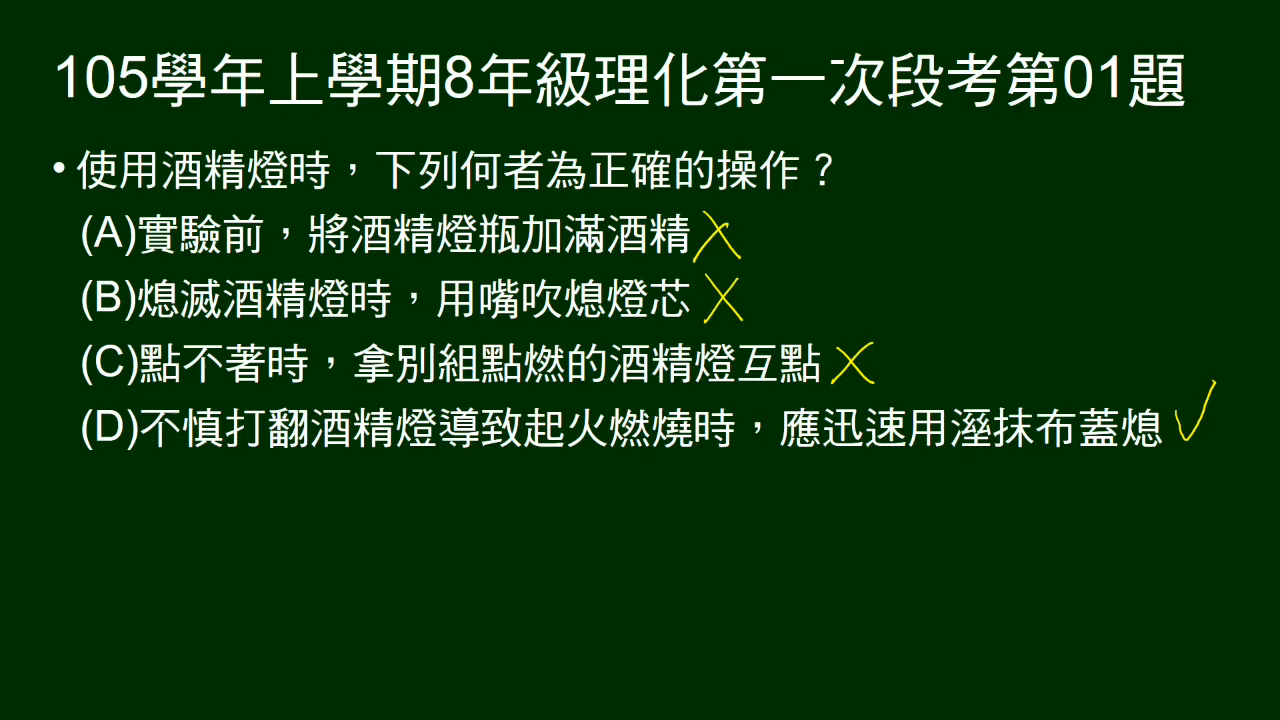 105學年上學期8年級理化第一次段考第01題
•使用酒精燈時，下列何者為正確的操作？
(A)實驗前，將酒精燈瓶加滿酒精
(B)熄滅酒精燈時，用嘴吹熄燈芯
(C)點不著時，拿別組點燃的酒精燈互點
(D)不慎打翻酒精燈導致起火燃燒時，應迅速用溼抹布蓋熄